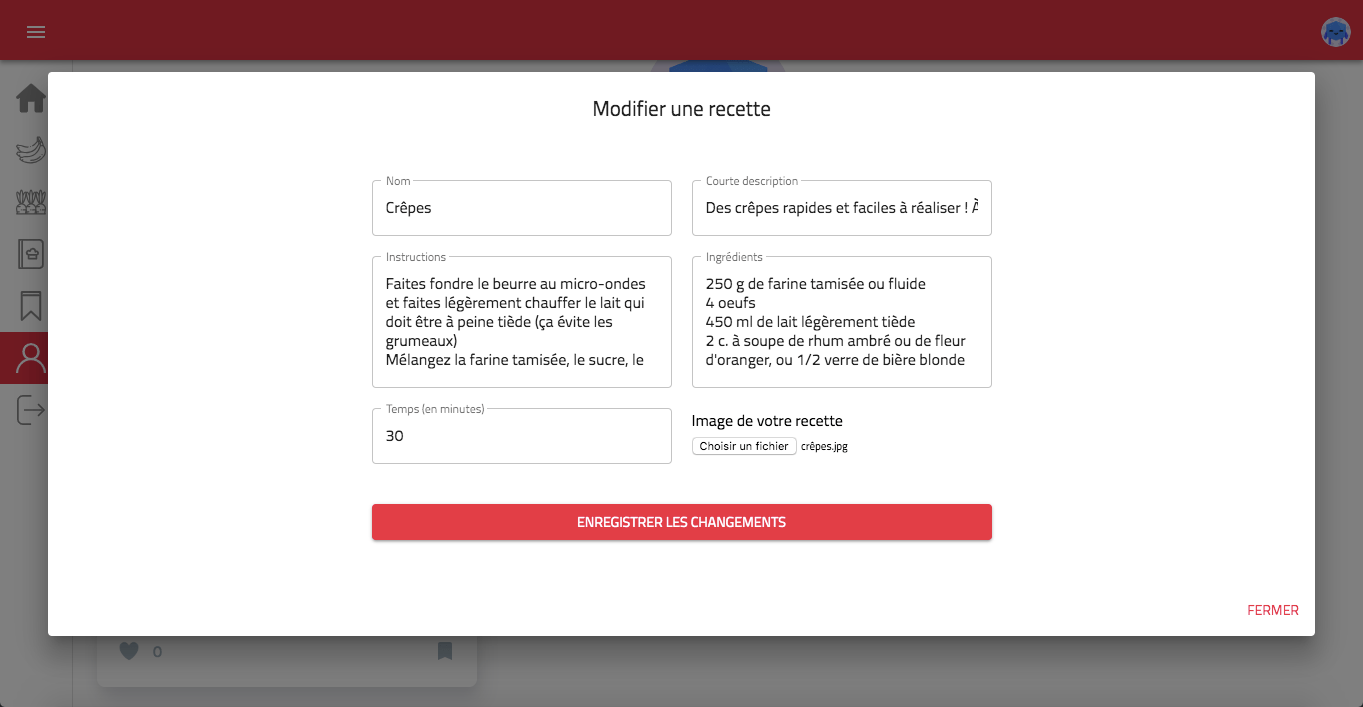 Modifier une recette
Nom
Crêpes
Courte description
Des crêpes rapides et faciles à réaliser ! À
Instructions
Faites fondre le beurre au micro-ondes
et faites légèrement chauffer le lait qui
doit être à peine tiède (ça évite les
grumeaux)
Mélangez la farine tamisée, le sucre, le
Ingrédients
250 g de farine tamisée ou fluide
4 oeufs
450 ml de lait légèrement tiède
2 c. à soupe de rhum ambré ou de fleur
d'oranger, ou 1/2 verre de bière blonde
Temps (en minutes)
30
Image de votre recette
Choisir un fichier crêpes.jpg
ENREGISTRER LES CHANGEMENTS
FERMER
0